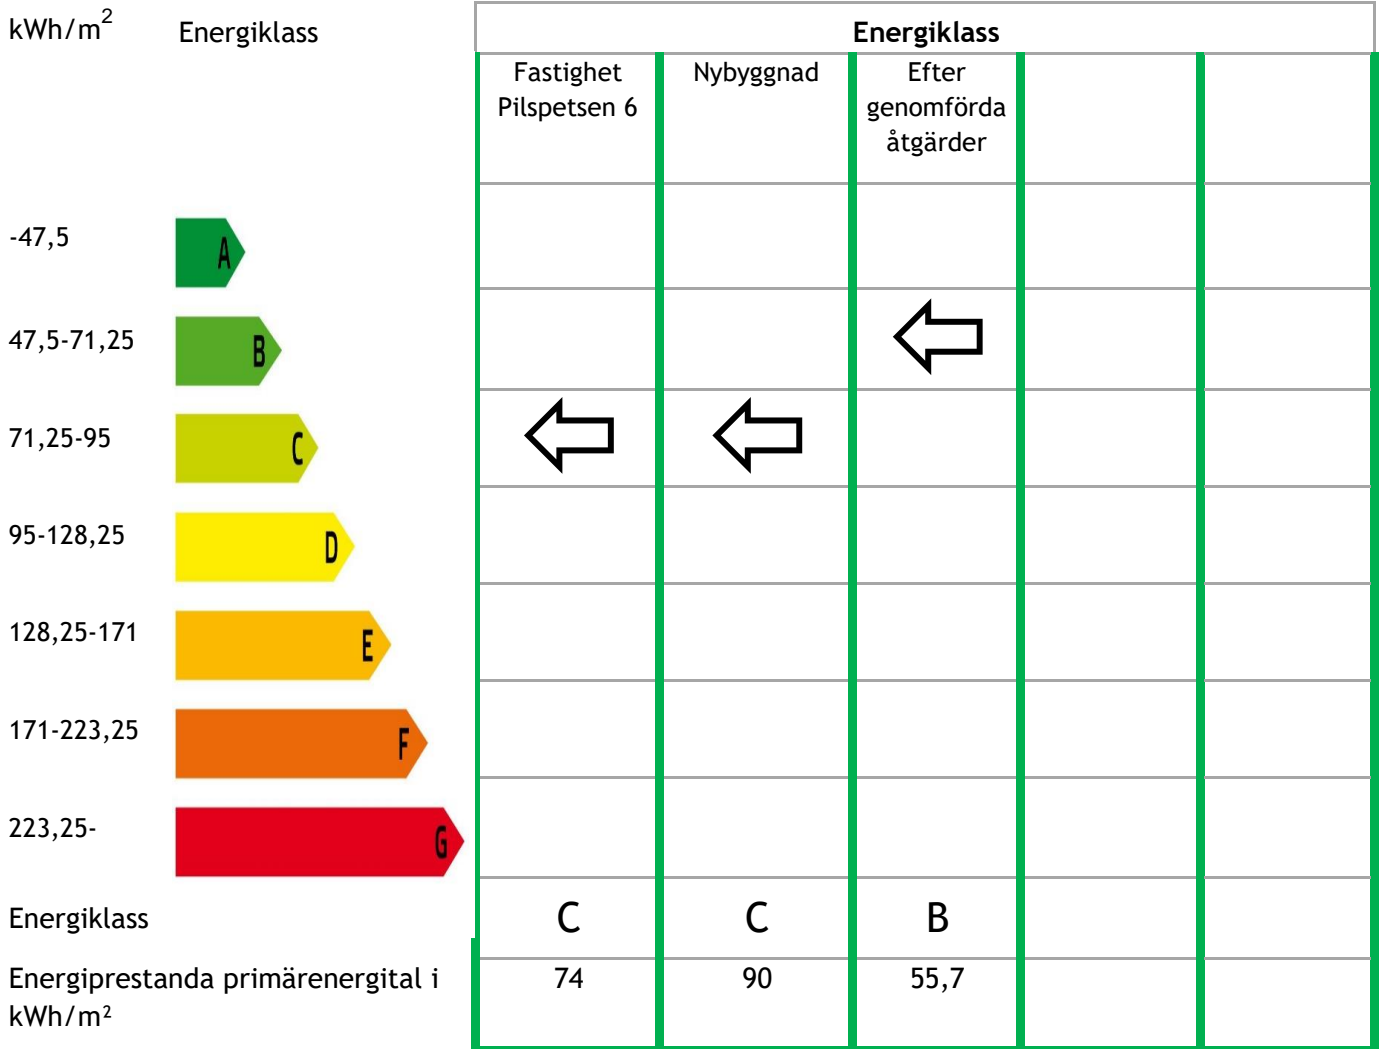 kWh/m² Energiklass Energiklass
Fastighet Pilspetsen 6 Nybyggnad Efter genomförda åtgärder
-47,5 A
47,5-71,25 B
71,25-95 C
95-128,25 D
128,25-171 E
171-223,25 F
223,25- G
Energiklass C C B
Energiprestanda primärenergital i 74 90 55,7
kWh/m²